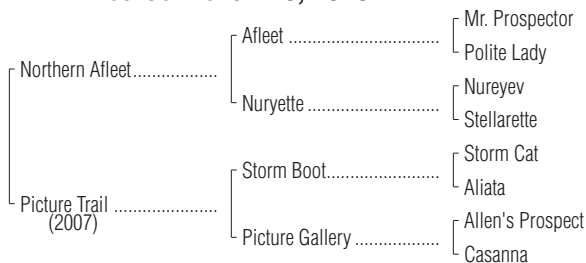 Mr. Prospector
Afleet ........................................
Polite Lady
Northern Afleet......................
Nureyev
Nuryette ...................................
Stellarette
Storm Cat
Storm Boot..............................
Aliata
Picture Trail ...........................
(2007)
Allen's Prospect
Picture Gallery ......................
Casanna